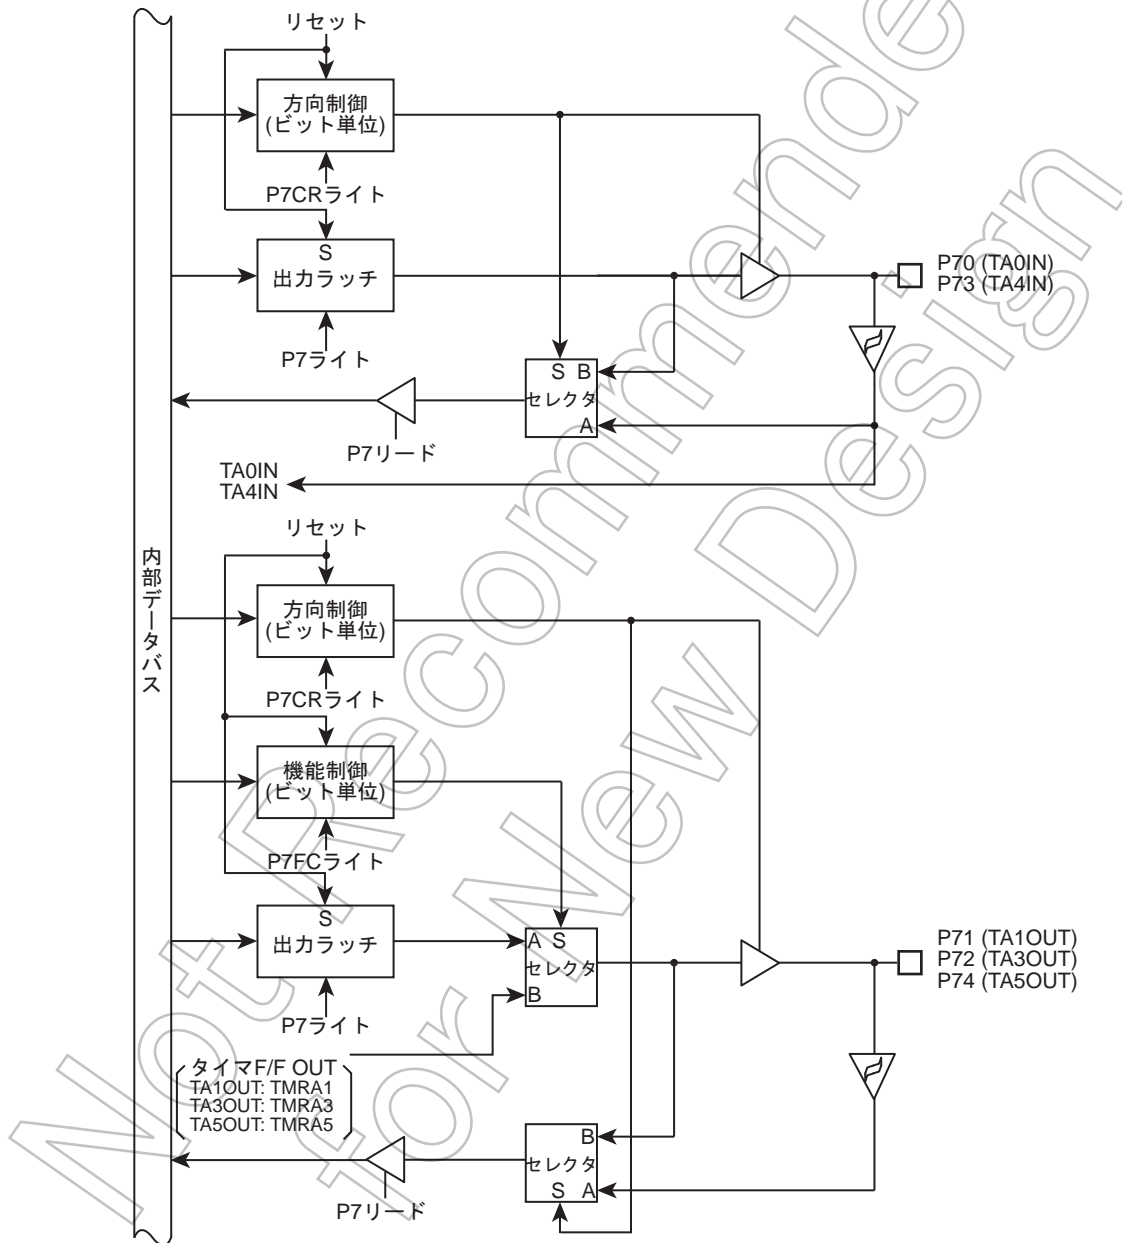 リセット
方向制御
(ビット単位)
P7CRライト
S
出力ラッチ
P7ライト
P70 (TA0IN)
P73 (TA4IN)
S B
セレクタ
A
P7リード
TA0IN
TA4IN
内部データバス
リセット
方向制御
(ビット単位)
P7CRライト
機能制御
(ビット単位)
P7FCライト
S
出力ラッチ
P7ライト
A S
セレクタ
B
P71 (TA1OUT)
P72 (TA3OUT)
P74 (TA5OUT)
タイマF/F OUT
TA1OUT: TMRA1
TA3OUT: TMRA3
TA5OUT: TMRA5
B
セレクタ
S A
P7リード
Not Recommende
for New Design